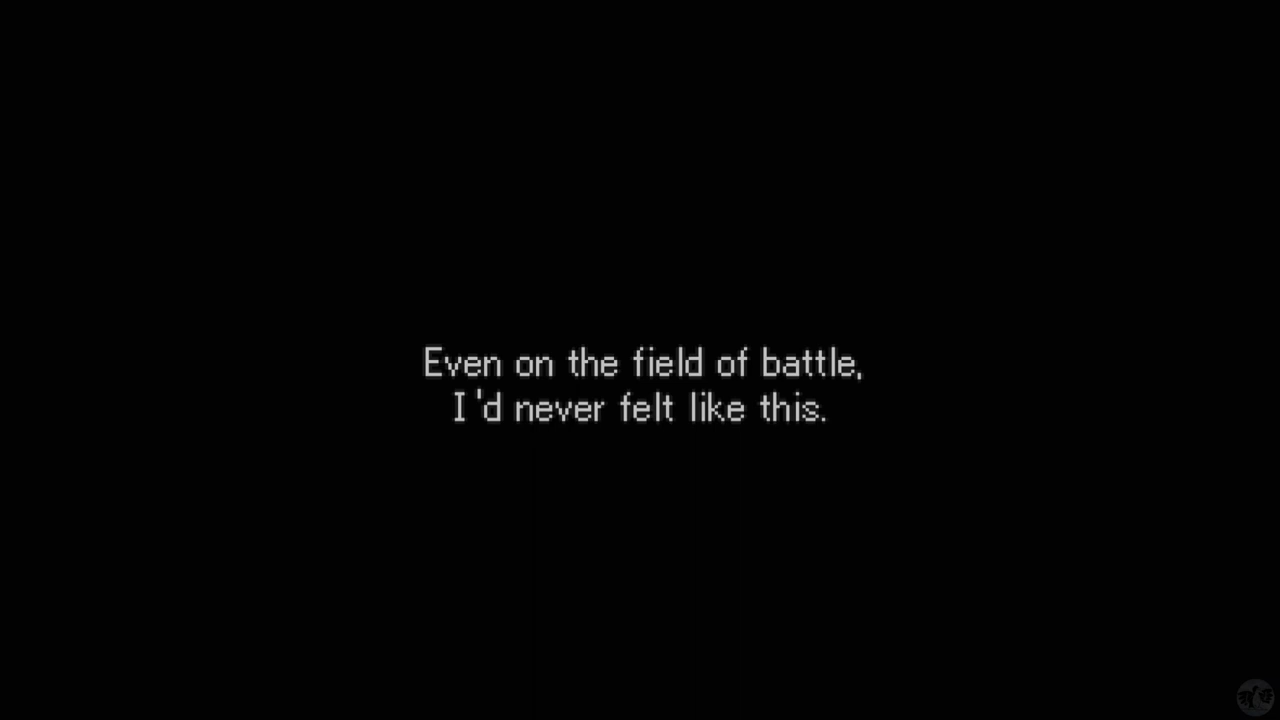 Even on the field of battle,
I'd never felt like this.